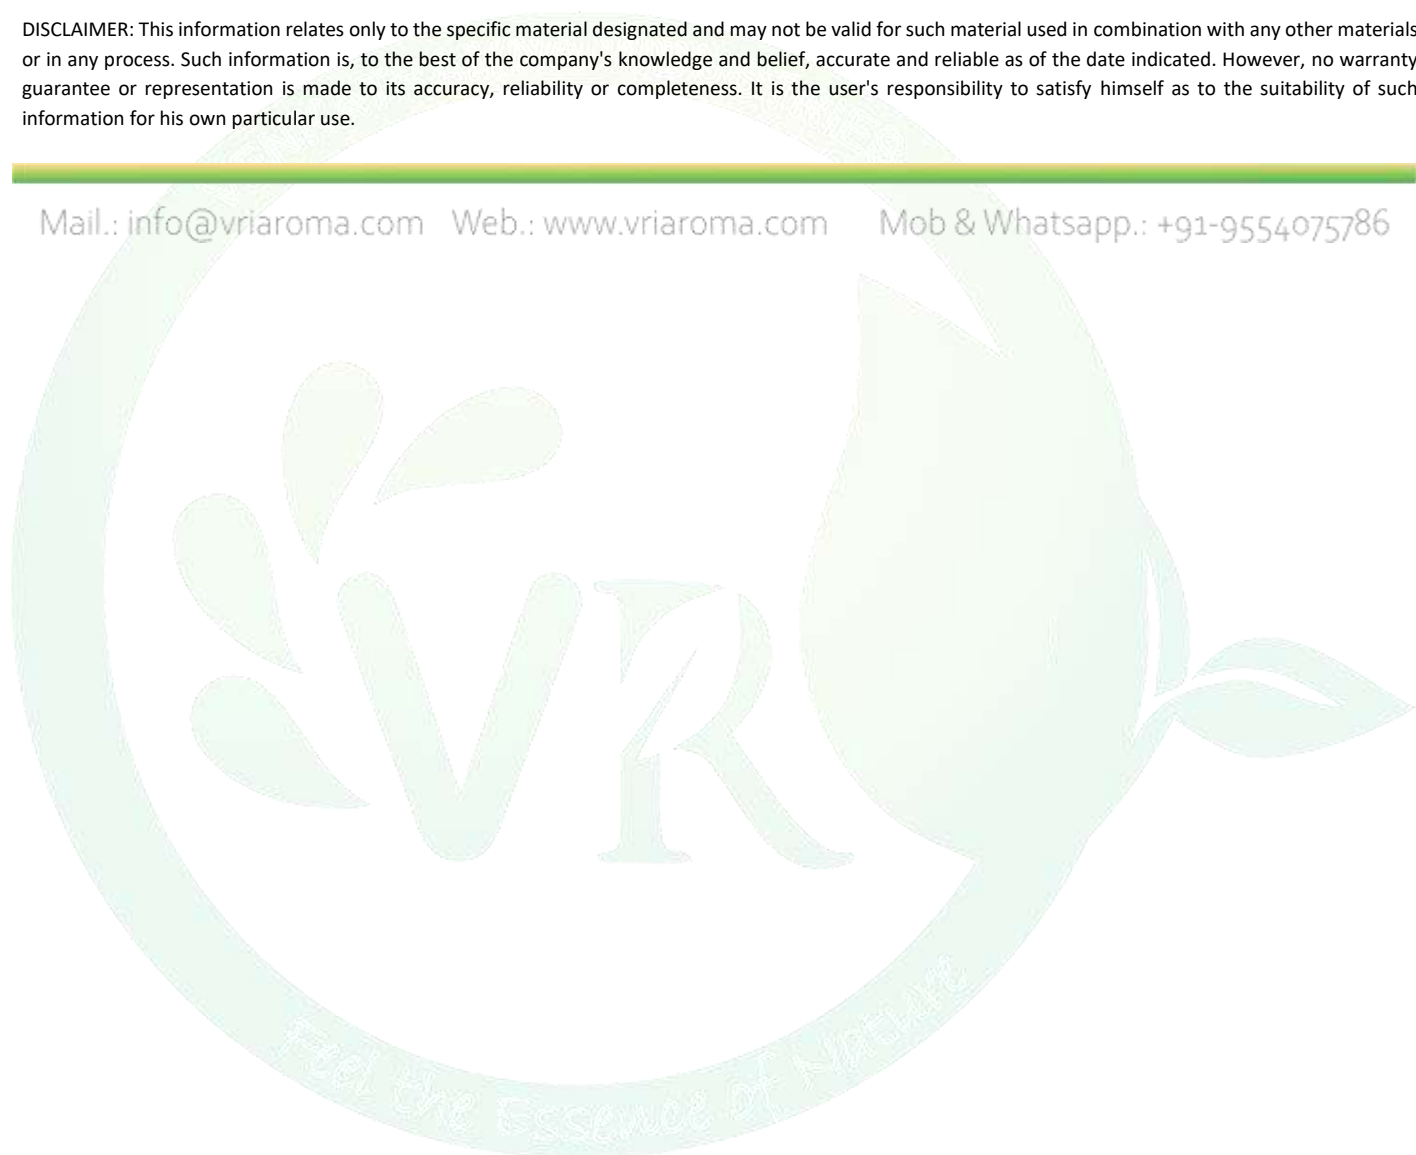 DISCLAIMER: This information relates only to the specific material designated and may not be valid for such material used in combination with any other materials
or in any process. Such information is, to the best of the company's knowledge and belief, accurate and reliable as of the date indicated. However, no warranty
guarantee or representation is made to its accuracy, reliability or completeness. It is the user's responsibility to satisfy himself as to the suitability of such
information for his own particular use.
Mail.: info@vriaroma.com Web.: www.vriaroma.com Mob & Whatsapp.: +91-9554075786
VR
Feel the Essence of Nature